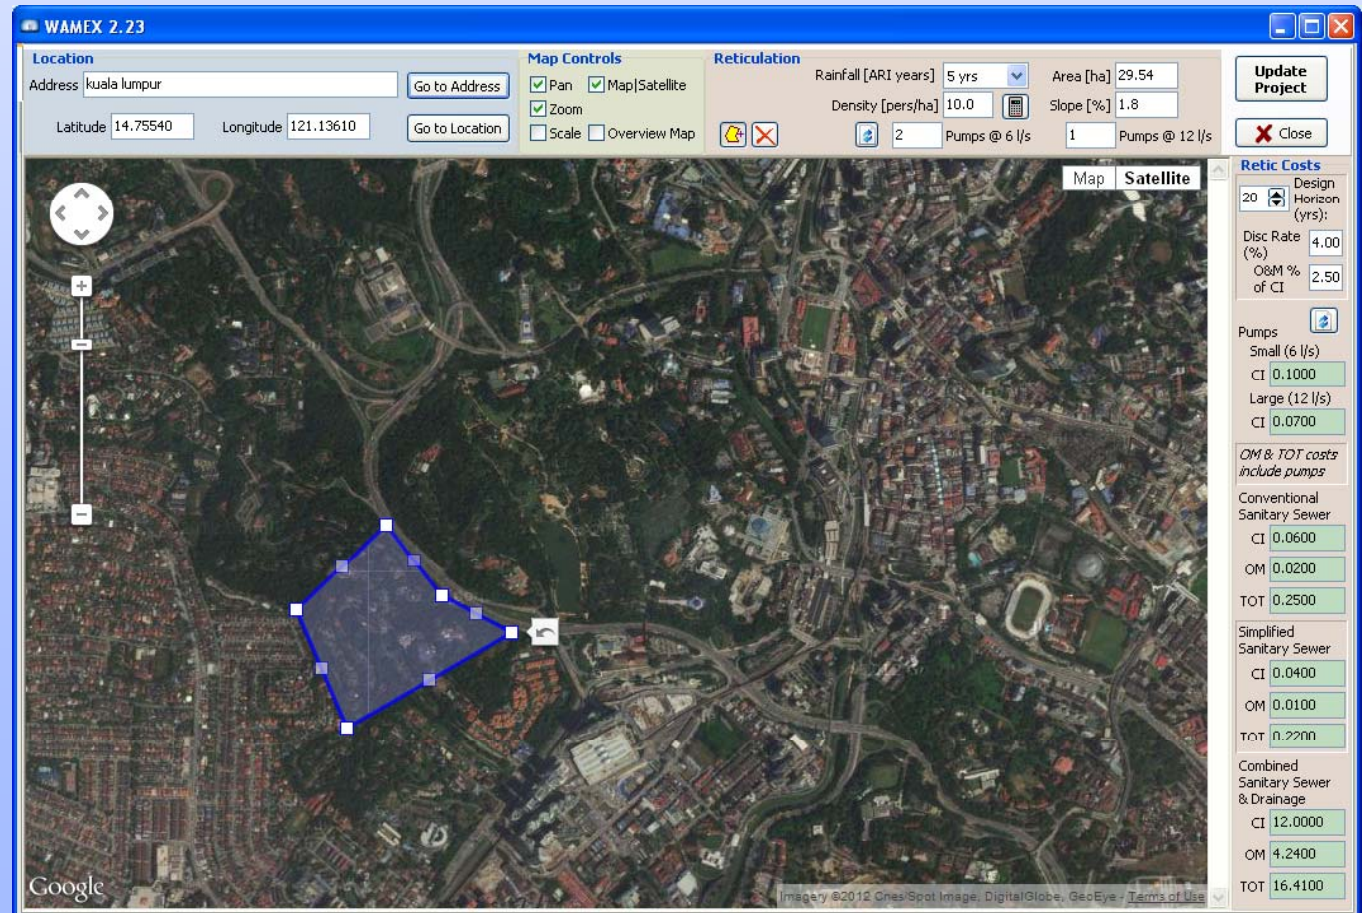 WAMEX 2.23
Location
Address kuala lumpur Go to Address
Latitude 14.75540 Longitude 121.13610 Go to Location
Map Controls
Pan Map|Satellite
Zoom
Scale Overview Map
Reticulation
Rainfall [ARI years] 5 yrs Area [ha] 29.54
Density [pers/ha] 10.0 Slope [%] 1.8
2 Pumps @ 6 l/s 1 Pumps @ 12 l/s
Update
Project
Close
Map Satellite
Retic Costs
20 Design
Horizon
(yrs):
Disc Rate
(%) 4.00
O&M %
of CI 2.50
Pumps
Small (6 l/s)
CI 0.1000
Large (12 l/s)
CI 0.0700
OM & TOT costs
include pumps
Conventional
Sanitary Sewer
CI 0.0600
OM 0.0200
TOT 0.2500
Simplified
Sanitary Sewer
CI 0.0400
OM 0.0100
TOT 0.2200
Combined
Sanitary Sewer
& Drainage
CI 12.0000
OM 4.2400
TOT 16.4100
Google
Imagery ©2012 Cnes/Spot Image, DigitalGlobe, GeoEye - Terms of Use